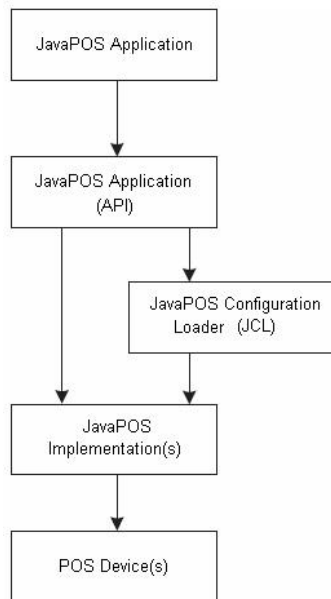 JavaPOS Application
JavaPOS Application
(API)
JavaPOS Configuration
Loader (JCL)
JavaPOS
Implementation(s)
POS Device(s)